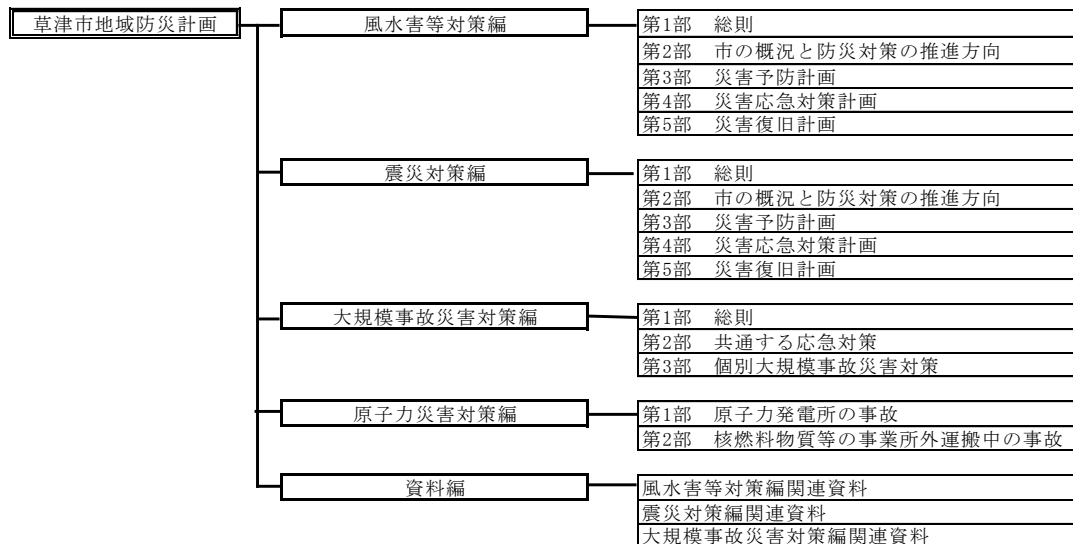 草津市地域防災計画
風水害等対策編
第1部 総則
第2部 市の概況と防災対策の推進方向
第3部 災害予防計画
第4部 災害応急対策計画
第5部 災害復旧計画
震災対策編
第1部 総則
第2部 市の概況と防災対策の推進方向
第3部 災害予防計画
第4部 災害応急対策計画
第5部 災害復旧計画
大規模事故災害対策編
第1部 総則
第2部 共通する応急対策
第3部 個別大規模事故災害対策
原子力災害対策編
第1部 原子力発電所の事故
第2部 核燃料物質等の事業所外運搬中の事故
資料編
風水害等対策編関連資料
震災対策編関連資料
大規模事故災害対策編関連資料